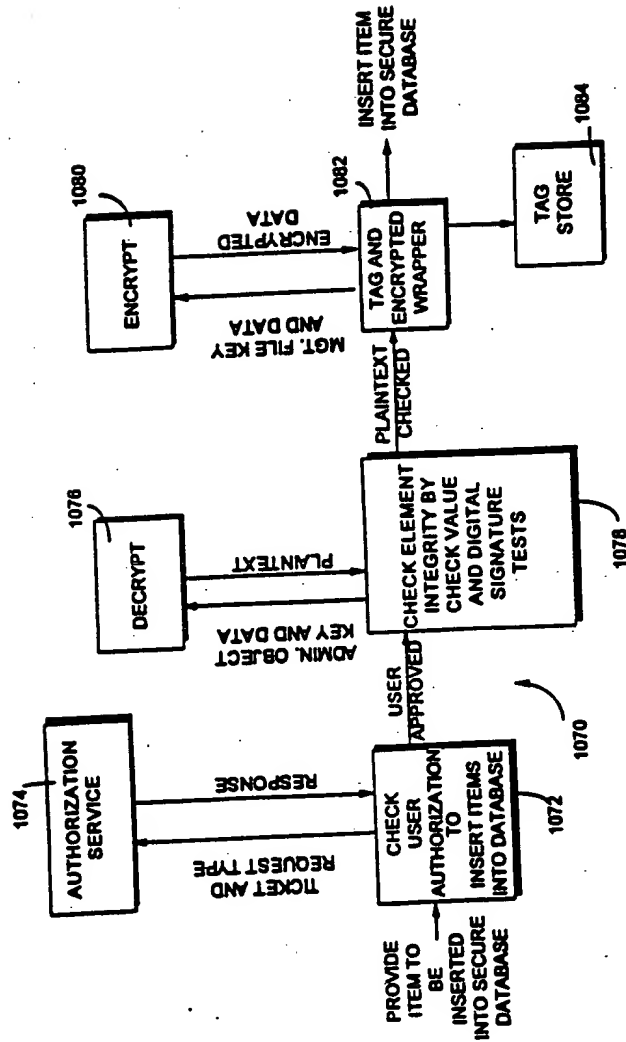 1074
AUTHORIZATION
SERVICE
TICKET AND
REQUEST TYPE
RESPONSE
PROVIDE
ITEM TO
BE
INSERTED
INTO SECURE
DATABASE
CHECK
USER
AUTHORIZATION
TO
INSERT ITEMS
INTO DATABASE
1072
1070
USER
APPROVED
1076
DECRYPT
ADMIN. OBJECT
KEY AND DATA
PLAINTEXT
CHECK ELEMENT
INTEGRITY BY
CHECK VALUE
AND DIGITAL
SIGNATURE
TESTS
1078
PLAINTEXT
CHECKED
1080
ENCRYPT
MGT. FILE KEY
AND DATA
ENCRYPTED
DATA
1082
TAG AND
ENCRYPTED
WRAPPER
INSERT ITEM
INTO SECURE
DATABASE
TAG
STORE
1084